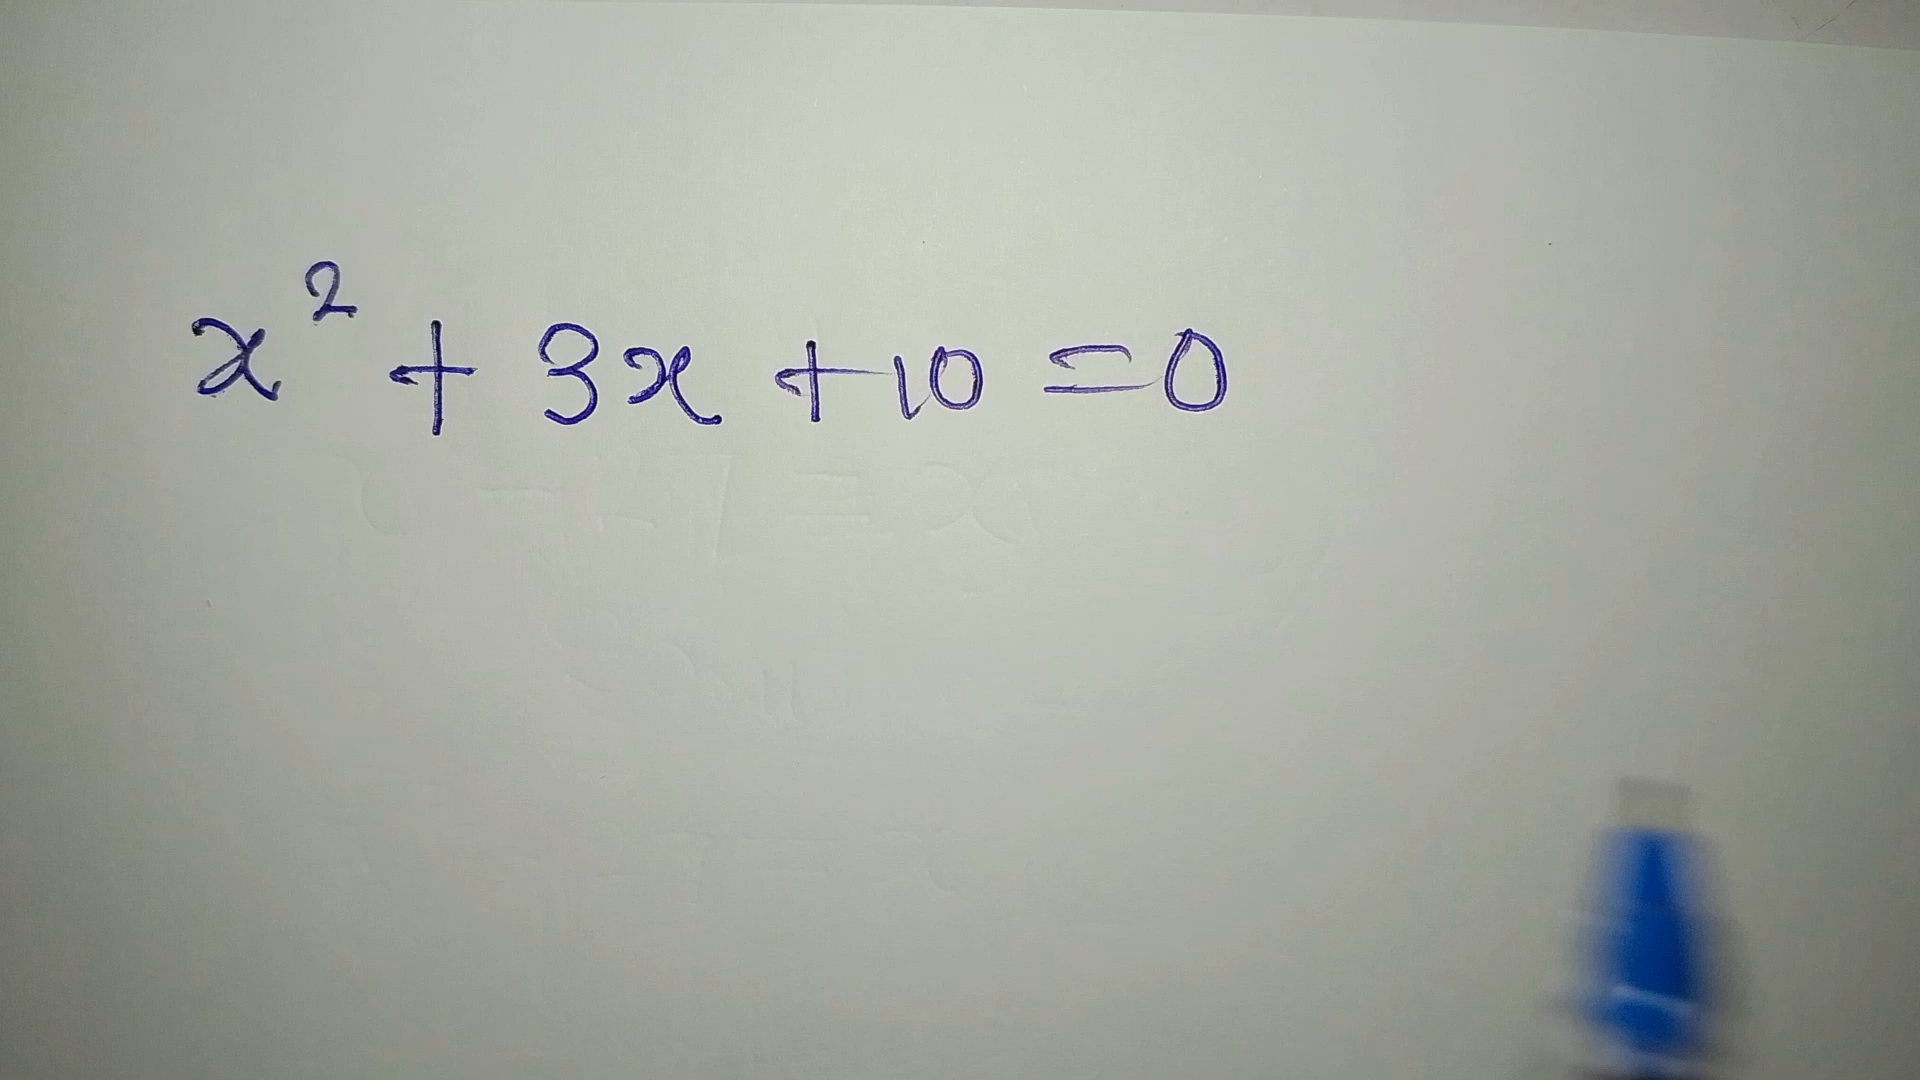 x² + 3x + 10 = 0